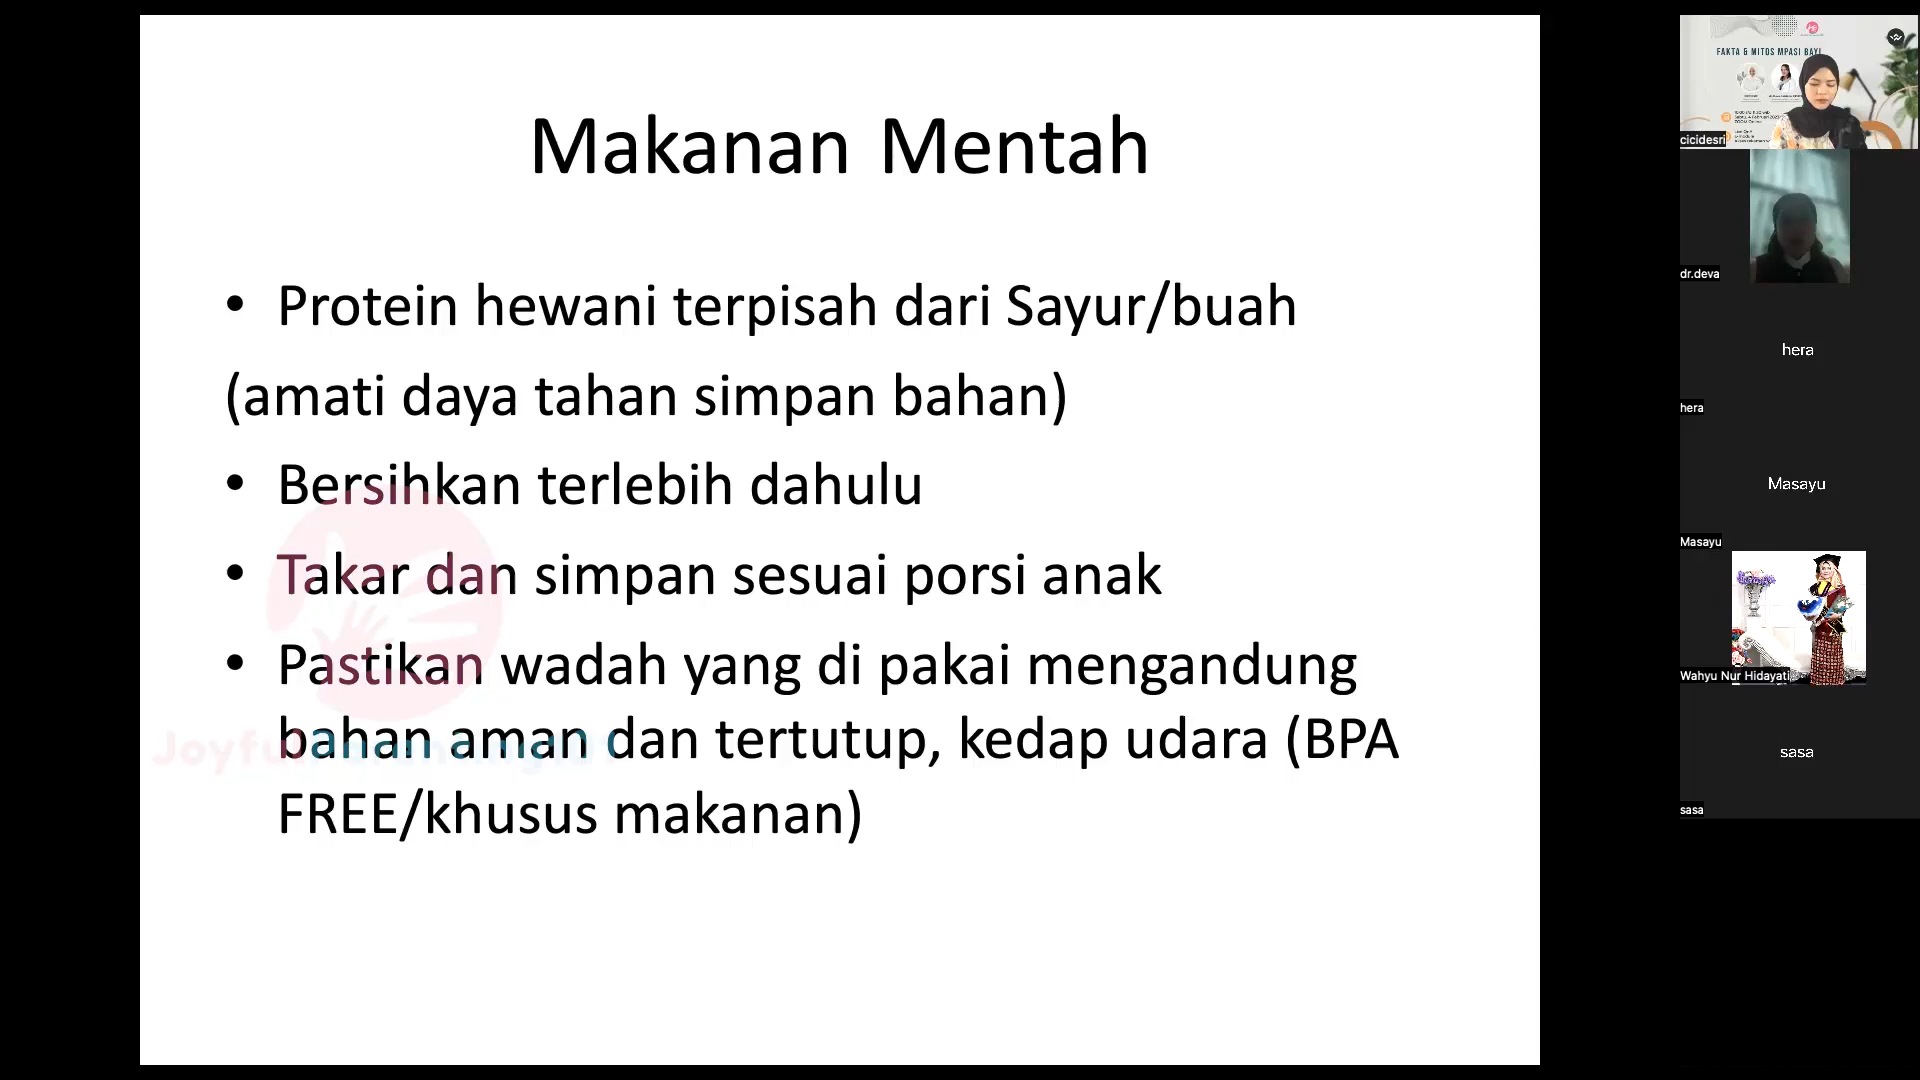 Makanan Mentah
• Protein hewani terpisah dari Sayur/buah
(amati daya tahan simpan bahan)
• Bersihkan terlebih dahulu
• Takar dan simpan sesuai porsi anak
• Pastikan wadah yang di pakai mengandung
bahan aman dan tertutup, kedap udara (BPA
FREE/khusus makanan)
FAKTA & MITOS MPASI BAYI
cicidesri
dr.deva
hera
hera
Masayu
Masayu
Wahyu Nur Hidayati
sasa
sasa